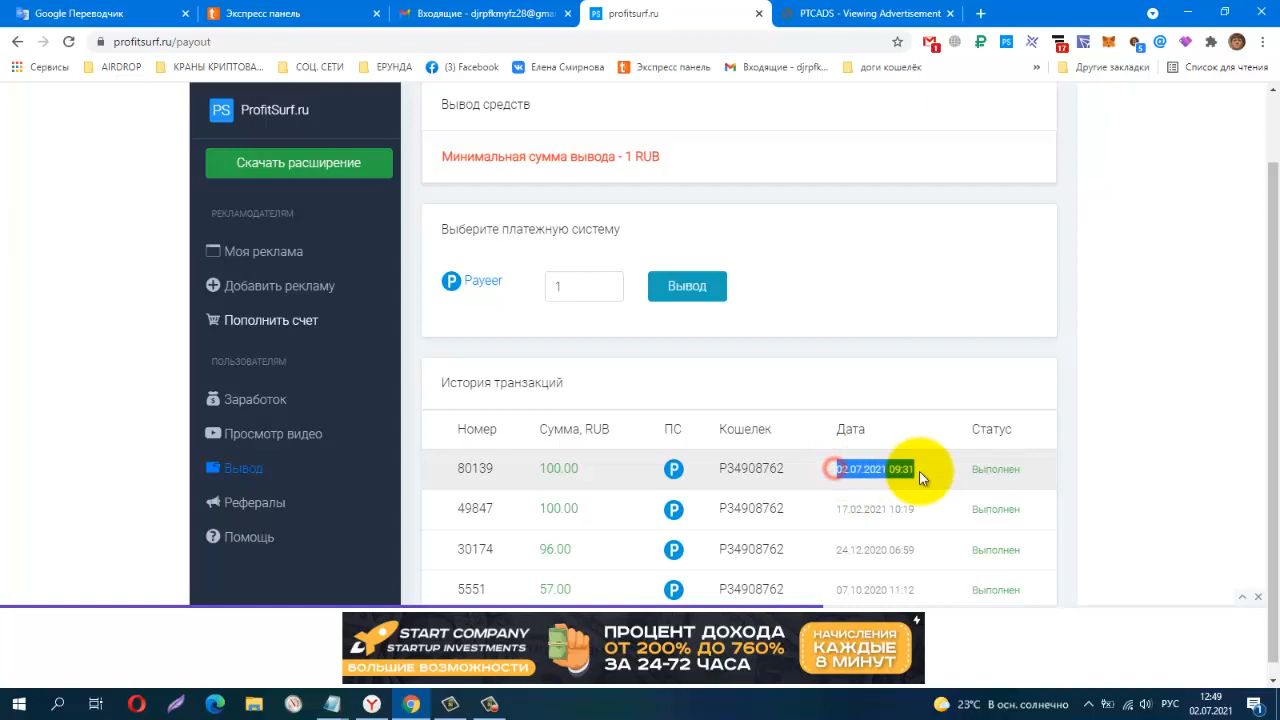 Google Переводчик
Экспресс панель
Входящие - djrpfkmyfz28@gma
profitsurf.ru
PTCADS - Viewing Advertisement
profitsurf.ru/payout
Сервисы
AIRDROP
КРАНЫ КРИПТОВА...
СОЦ. СЕТИ
ЕРУНДА
(3) Facebook
Елена Смирнова
Экспресс панель
Входящие - djrpfk...
доги кошелёк
»
Другие закладки
Список для чтения
PS ProfitSurf.ru
Скачать расширение
РЕКЛАМОДАТЕЛЯМ
Моя реклама
Добавить рекламу
Пополнить счет
ПОЛЬЗОВАТЕЛЯМ
Заработок
Просмотр видео
Вывод
Рефералы
Помощь
Вывод средств
Минимальная сумма вывода - 1 RUB
Выберите платежную систему
Payeer 1 Вывод
История транзакций
Номер Сумма, RUB ПС Кошелек Дата Статус
80139 100.00 P P34908762 02.07.2021 09:31 Выполнен
49847 100.00 P P34908762 17.02.2021 10:19 Выполнен
30174 96.00 P P34908762 24.12.2020 06:59 Выполнен
5551 57.00 P P34908762 07.10.2020 11:12 Выполнен
START COMPANY
STARTUP INVESTMENTS
БОЛЬШИЕ ВОЗМОЖНОСТИ
ПРОЦЕНТ ДОХОДА
ОТ 200% ДО 760%
ЗА 24-72 ЧАСА
НАЧИСЛЕНИЯ
КАЖДЫЕ
8 МИНУТ
23°C В осн. солнечно
РУС
12:49
02.07.2021